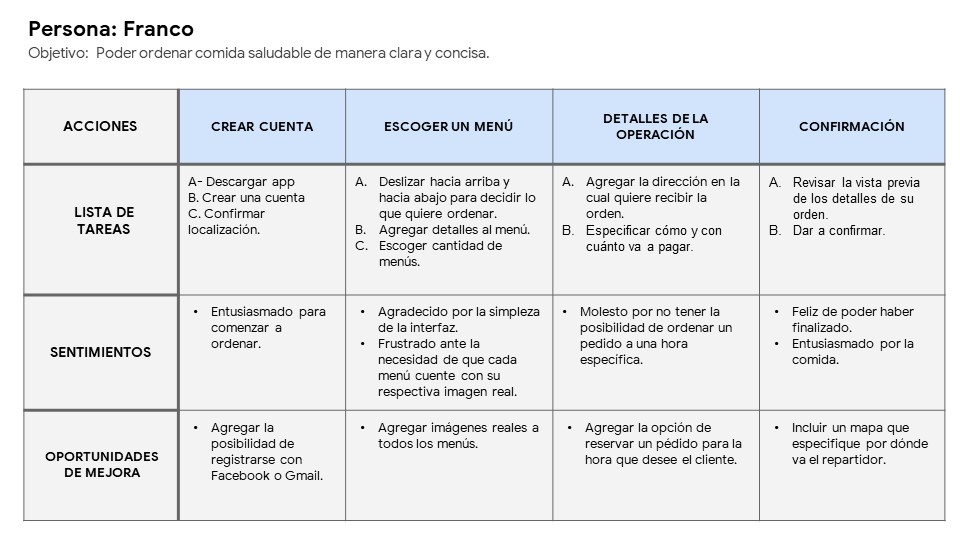 Persona: Franco
Objetivo: Poder ordenar comida saludable de manera clara y concisa.
ACCIONES
CREAR CUENTA
ESCOGER UN MENÚ
DETALLES DE LA
OPERACIÓN
CONFIRMACIÓN
LISTA DE
TAREAS
A- Descargar app
B. Crear una cuenta
C. Confirmar
localización.
A. Deslizar hacia arriba y
hacia abajo para decidir lo
que quiere ordenar.
B. Agregar detalles al menú.
C. Escoger cantidad de
menús.
A. Agregar la dirección en la
cual quiere recibir la
orden.
B. Especificar cómo y con
cuánto va a pagar.
A. Revisar la vista previa
de los detalles de su
orden.
B. Dar a confirmar.
SENTIMIENTOS
• Entusiasmado para
comenzar a
ordenar.
• Agradecido por la simpleza
de la interfaz.
• Frustrado ante la
necesidad de que cada
menú cuente con su
respectiva imagen real.
• Molesto por no tener la
posibilidad de ordenar un
pedido a una hora
específica.
• Feliz de poder haber
finalizado.
• Entusiasmado por la
comida.
OPORTUNIDADES
DE MEJORA
• Agregar la
posibilidad de
registrarse con
Facebook o Gmail.
• Agregar imágenes reales a
todos los menús.
• Agregar la opción de
reservar un pédido para la
hora que desee el cliente.
• Incluir un mapa que
especifique por dónde
va el repartidor.